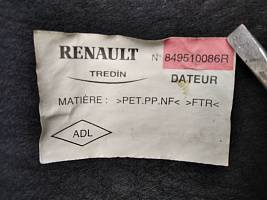 RENAULT N° 849510086R
TREDIN DATEUR
MATIÈRE : >PET.PP.NF< >FTR<
ADL